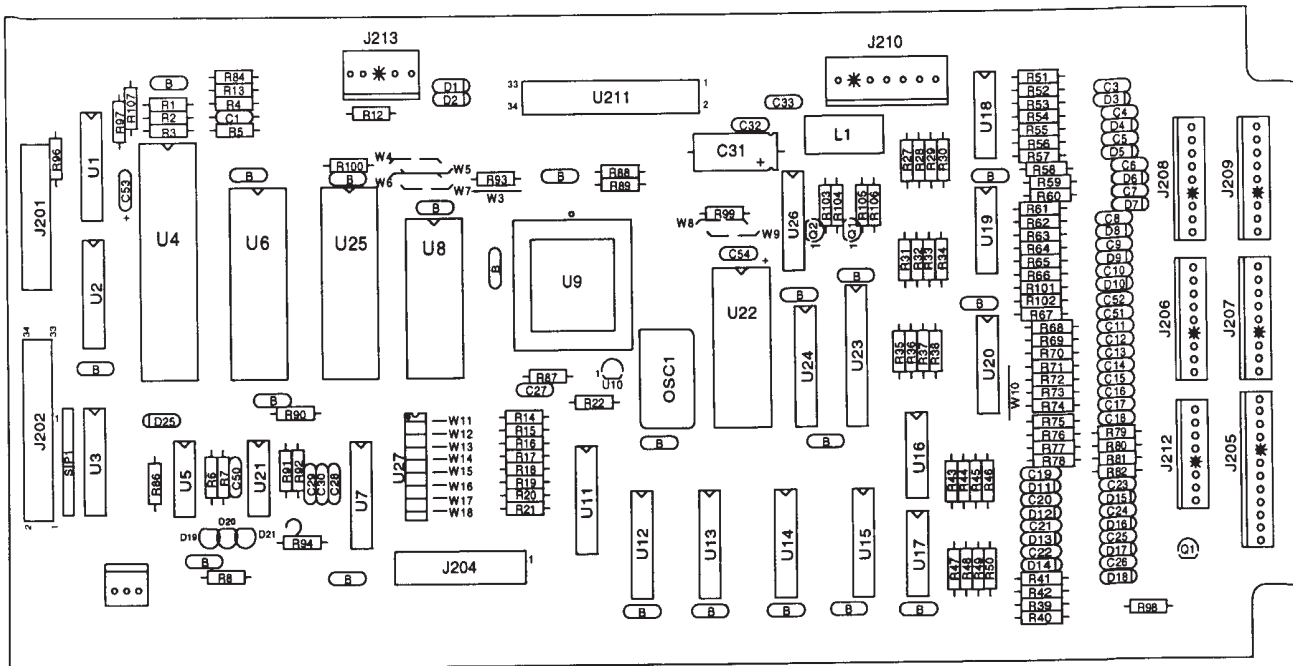 J213
J210
R84
R13
R4
C1
R5
B
R1
R2
R3
R107
R97
D1
D2
R12
33
34
U211
1
2
C33
C32
C31
+
L1
U18
R51
R52
R53
R54
R55
R56
R57
R58
R59
R60
R61
R62
R63
R64
R65
R66
R101
R102
R67
R68
R69
R70
R71
R72
R73
R74
R75
R76
R77
R78
C19
D11
C20
D12
C21
D13
C22
D14
R41
R42
R39
R40
C3
D3
C4
D4
C5
D5
C6
D6
C7
D7
C8
D8
C9
D9
C10
D10
C52
C51
C11
C12
C13
C14
C15
C16
C17
C18
R79
R80
R81
R82
C23
D15
C24
D16
C25
D17
C26
D18
J208
J209
J206
J207
J212
J205
Q1
R98
R96
U1
J201
C53
+
U4
B
U6
R100
B
U25
W4
W5
W6
W7
W3
R93
B
U8
B
R88
R89
B
U9
R99
W8
W9
C54
+
U26
R103
R104
R105
R106
1
Q2
1
Q1
R27
R28
R29
R30
B
U19
R31
R32
R33
R34
B
U2
B
34
33
J202
2
1
1
SIP1
U3
D25
R86
U5
R6
R7
C50
U21
B
R90
R91
R92
C29
C30
C28
U7
D19
D20
D21
R94
B
R8
B
U27
W11
W12
W13
W14
W15
W16
W17
W18
R14
R15
R16
R17
R18
R19
R20
R21
J204
1
R87
C27
1
U10
R22
U11
OSC1
B
U22
B
U24
B
B
U23
R35
R36
R37
R38
U20
W10
U16
R43
R44
R45
R46
U17
R47
R48
R49
R50
U12
U13
U14
U15
B
B
B
B
B